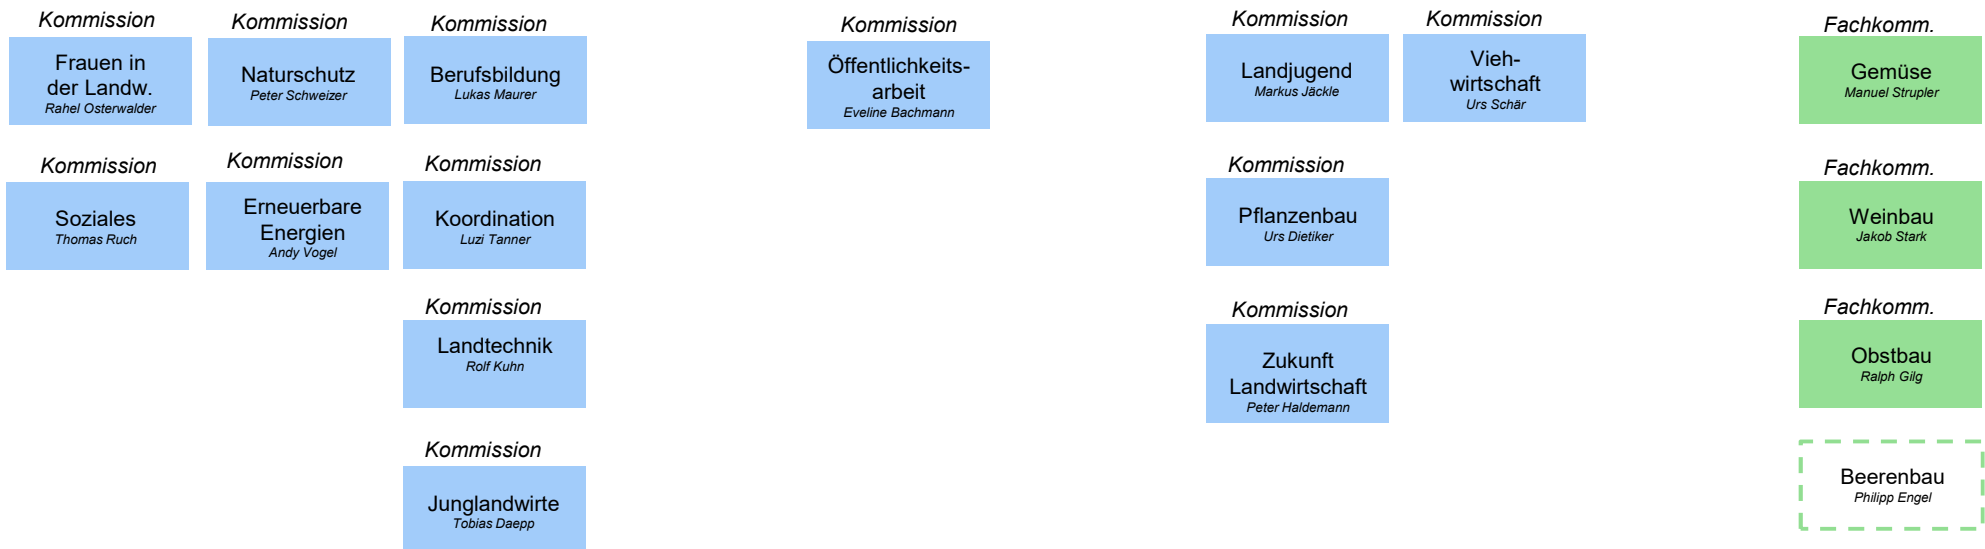 Kommission
Frauen in
der Landw.
Rahel Osterwalder
Kommission
Naturschutz
Peter Schweizer
Kommission
Berufsbildung
Lukas Maurer
Kommission
Öffentlichkeits-
arbeit
Eveline Bachmann
Kommission
Landjugend
Markus Jäckle
Kommission
Vieh-
wirtschaft
Urs Schär
Fachkomm.
Gemüse
Manuel Strupler
Kommission
Soziales
Thomas Ruch
Kommission
Erneuerbare
Energien
Andy Vogel
Kommission
Koordination
Luzi Tanner
Kommission
Pflanzenbau
Urs Dietiker
Fachkomm.
Weinbau
Jakob Stark
Kommission
Landtechnik
Rolf Kuhn
Kommission
Zukunft
Landwirtschaft
Peter Haldemann
Fachkomm.
Obstbau
Ralph Gilg
Kommission
Junglandwirte
Tobias Daepp
Beerenbau
Philipp Engel